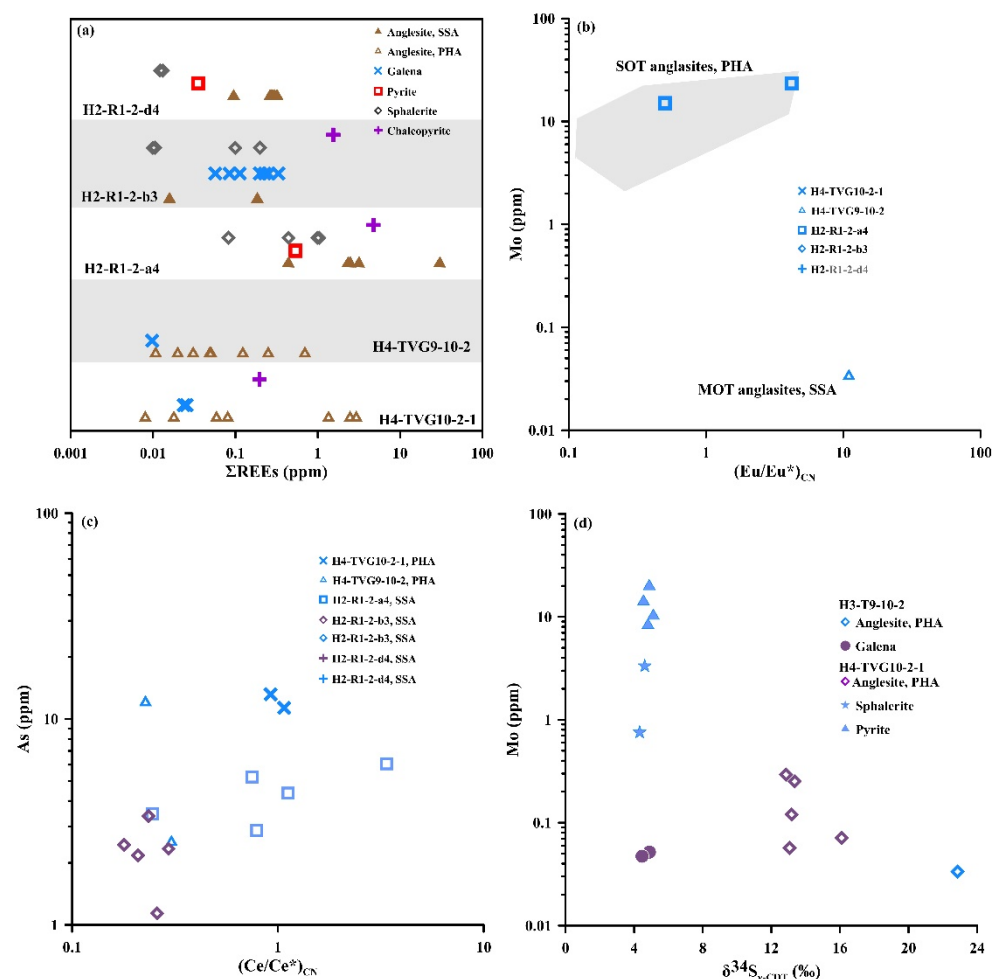 (a)
Anglesite, SSA
Anglesite, PHA
Galena
Pyrite
Sphalerite
Chalcopyrite
H2-R1-2-d4
H2-R1-2-b3
H2-R1-2-a4
H4-TVG9-10-2
H4-TVG10-2-1
0.001 0.01 0.1 1 10 100
ΣREEs (ppm)
(b)
100
10
1
0.1
0.01
Mo (ppm)
SOT anglasites, PHA
H4-TVG10-2-1
H4-TVG9-10-2
H2-R1-2-a4
H2-R1-2-b3
H2-R1-2-d4
MOT anglasites, SSA
0.1 1 10 100
(Eu/Eu*)CN
(c)
100
10
1
As (ppm)
H4-TVG10-2-1, PHA
H4-TVG9-10-2, PHA
H2-R1-2-a4, SSA
H2-R1-2-b3, SSA
H2-R1-2-b3, SSA
H2-R1-2-d4, SSA
H2-R1-2-d4, SSA
0.1 1 10
(Ce/Ce*)CN
(d)
100
10
1
0.1
0.01
Mo (ppm)
H3-T9-10-2
Anglesite, PHA
Galena
H4-TVG10-2-1
Anglesite, PHA
Sphalerite
Pyrite
0 4 8 12 16 20 24
δ34Sv-CDT (‰)